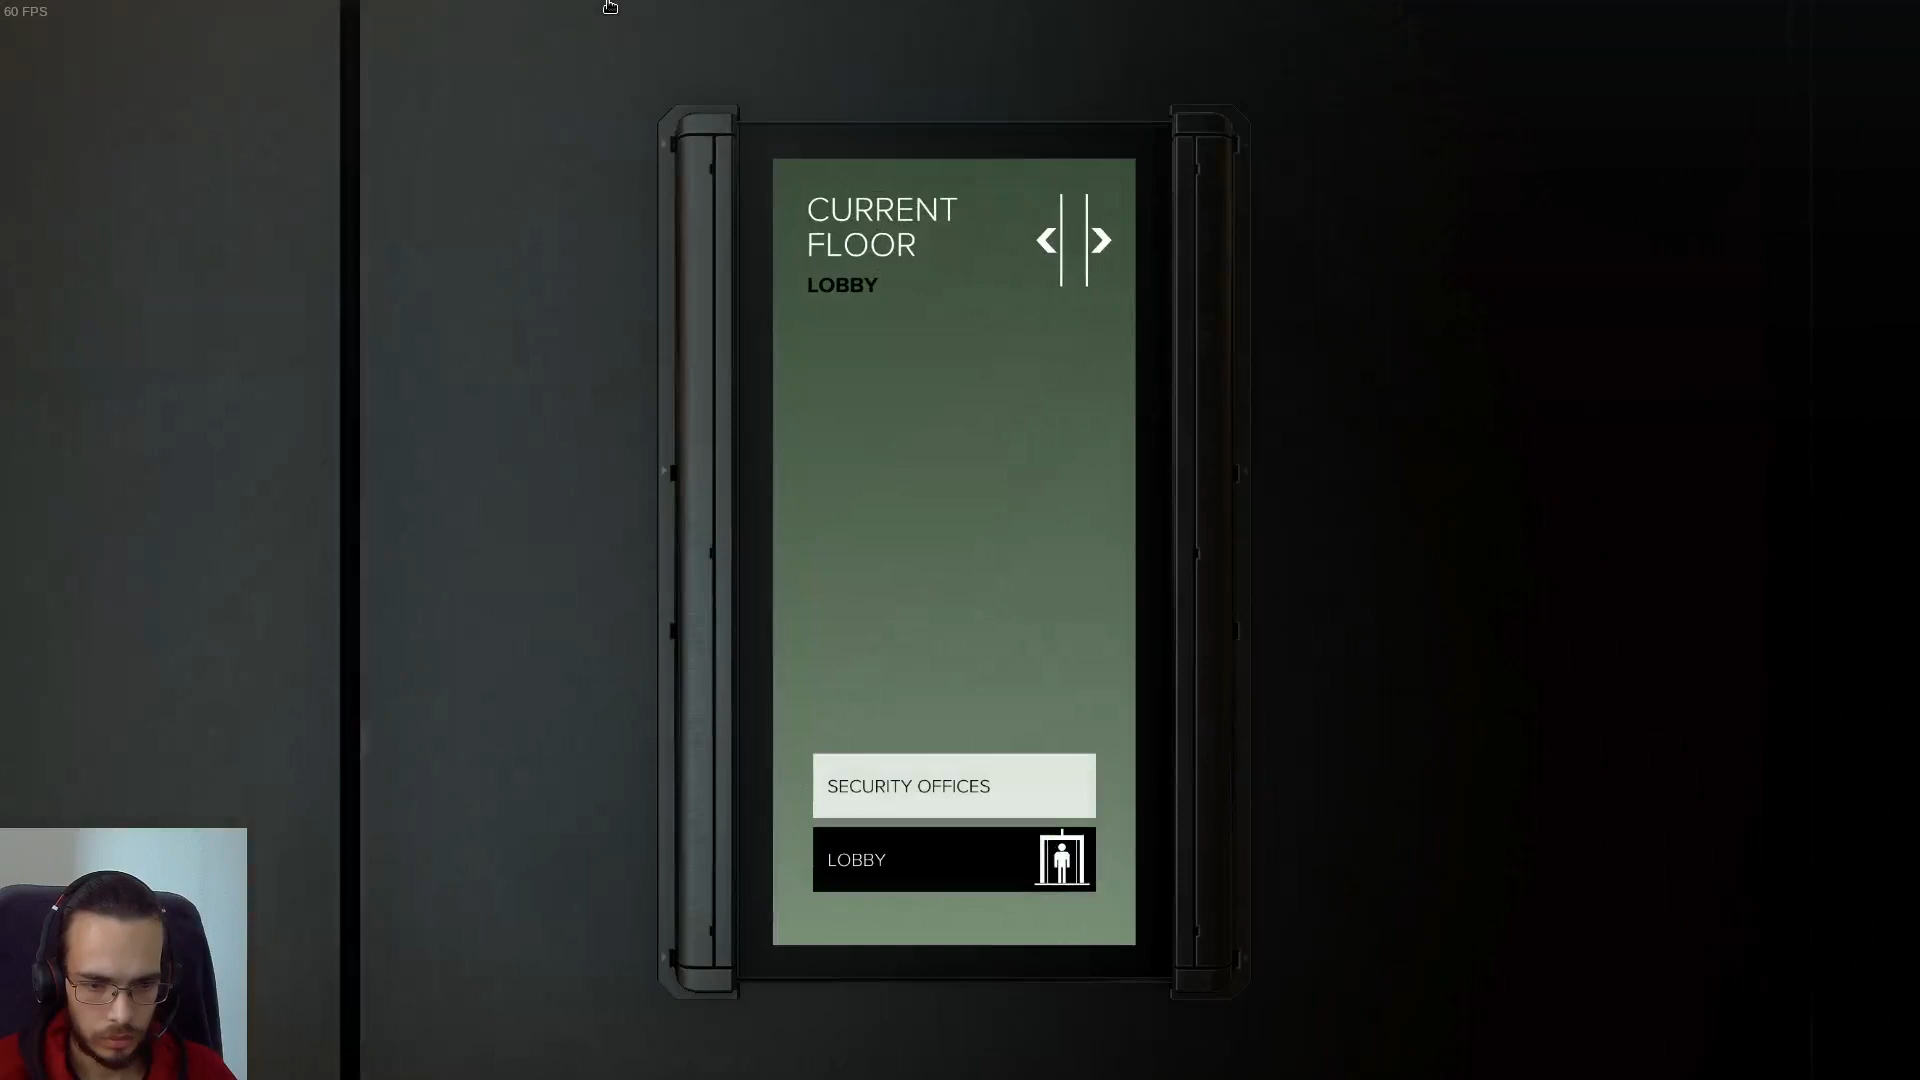 60 FPS
CURRENT
FLOOR
LOBBY
SECURITY OFFICES
LOBBY